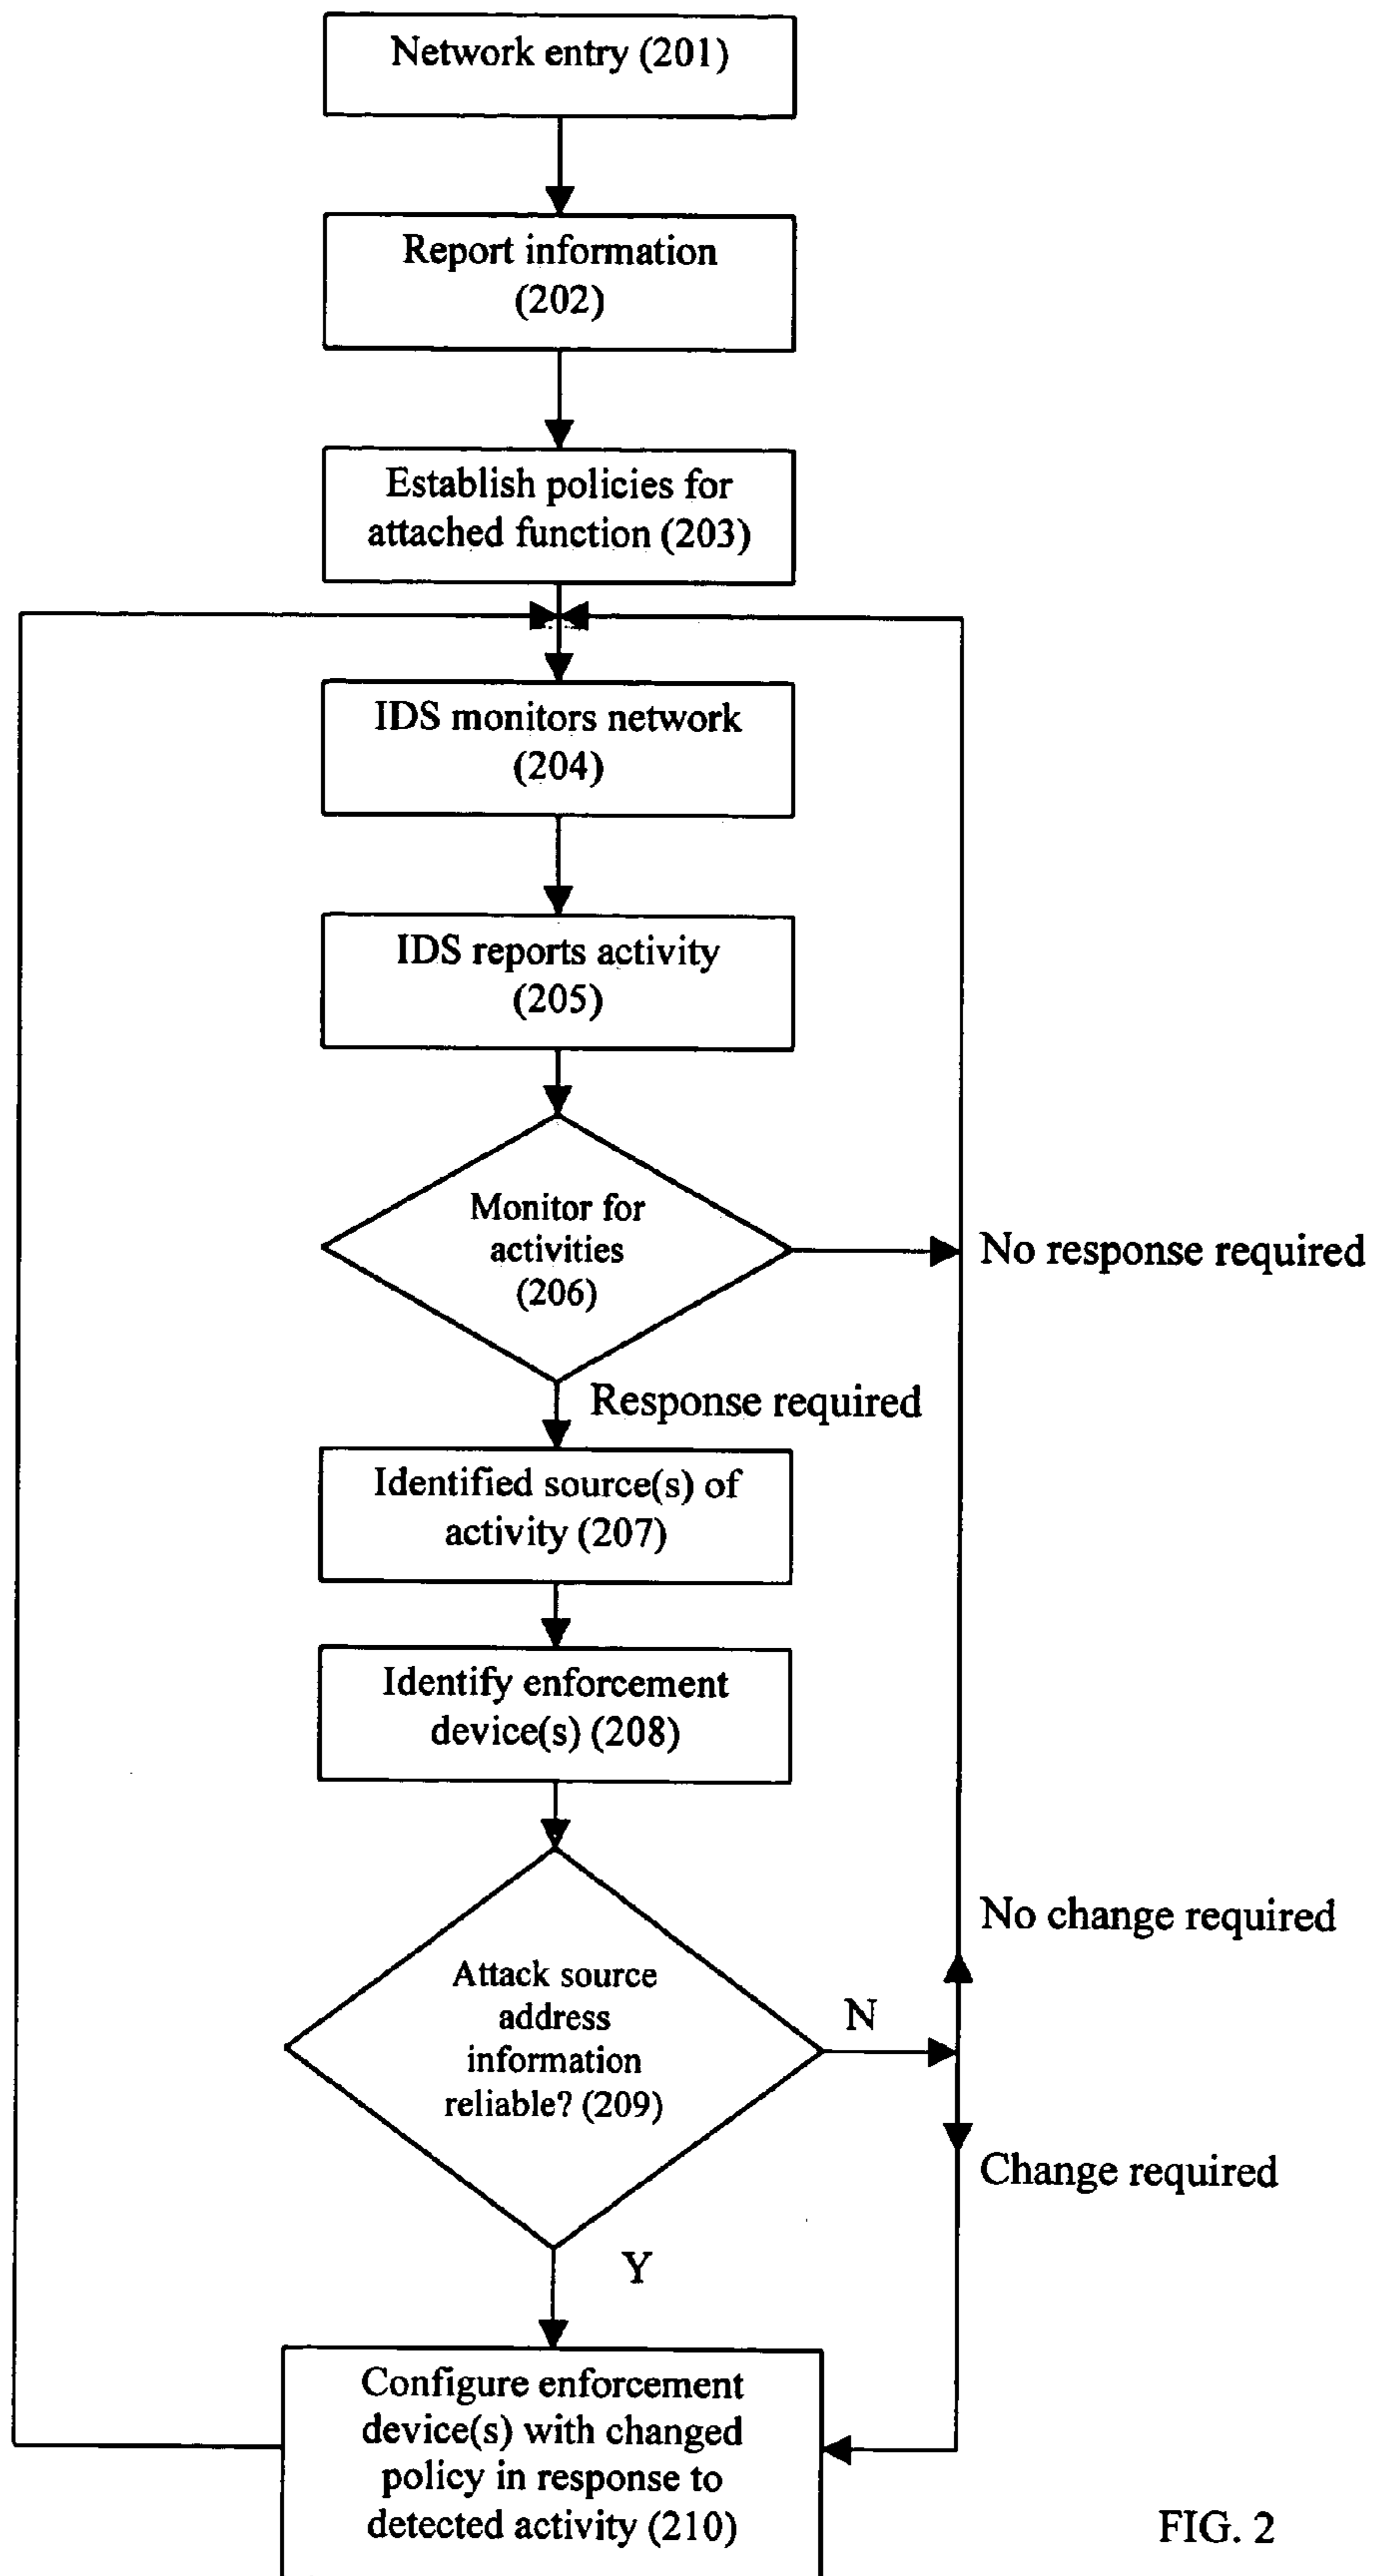 Network entry (201)
Report information
(202)
Establish policies for
attached function (203)
IDS monitors network
(204)
IDS reports activity
(205)
Monitor for
activities
(206)
No response required
Response required
Identified source(s) of
activity (207)
Identify enforcement
device(s) (208)
No change required
Attack source
address
information
reliable? (209)
N
Change required
Y
Configure enforcement
device(s) with changed
policy in response to
detected activity (210)
FIG. 2